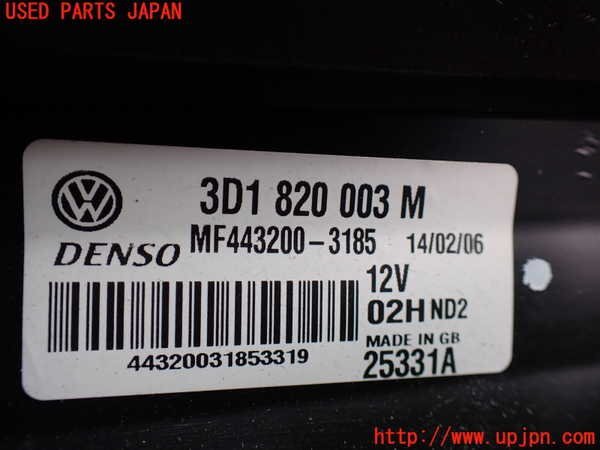 USED PARTS JAPAN
3D1 820 003 M
DENSO
MF443200-3185 14/02/06
12V
02H ND2
MADE IN GB
44320031853319
25331A
http://www.upjpn.com/